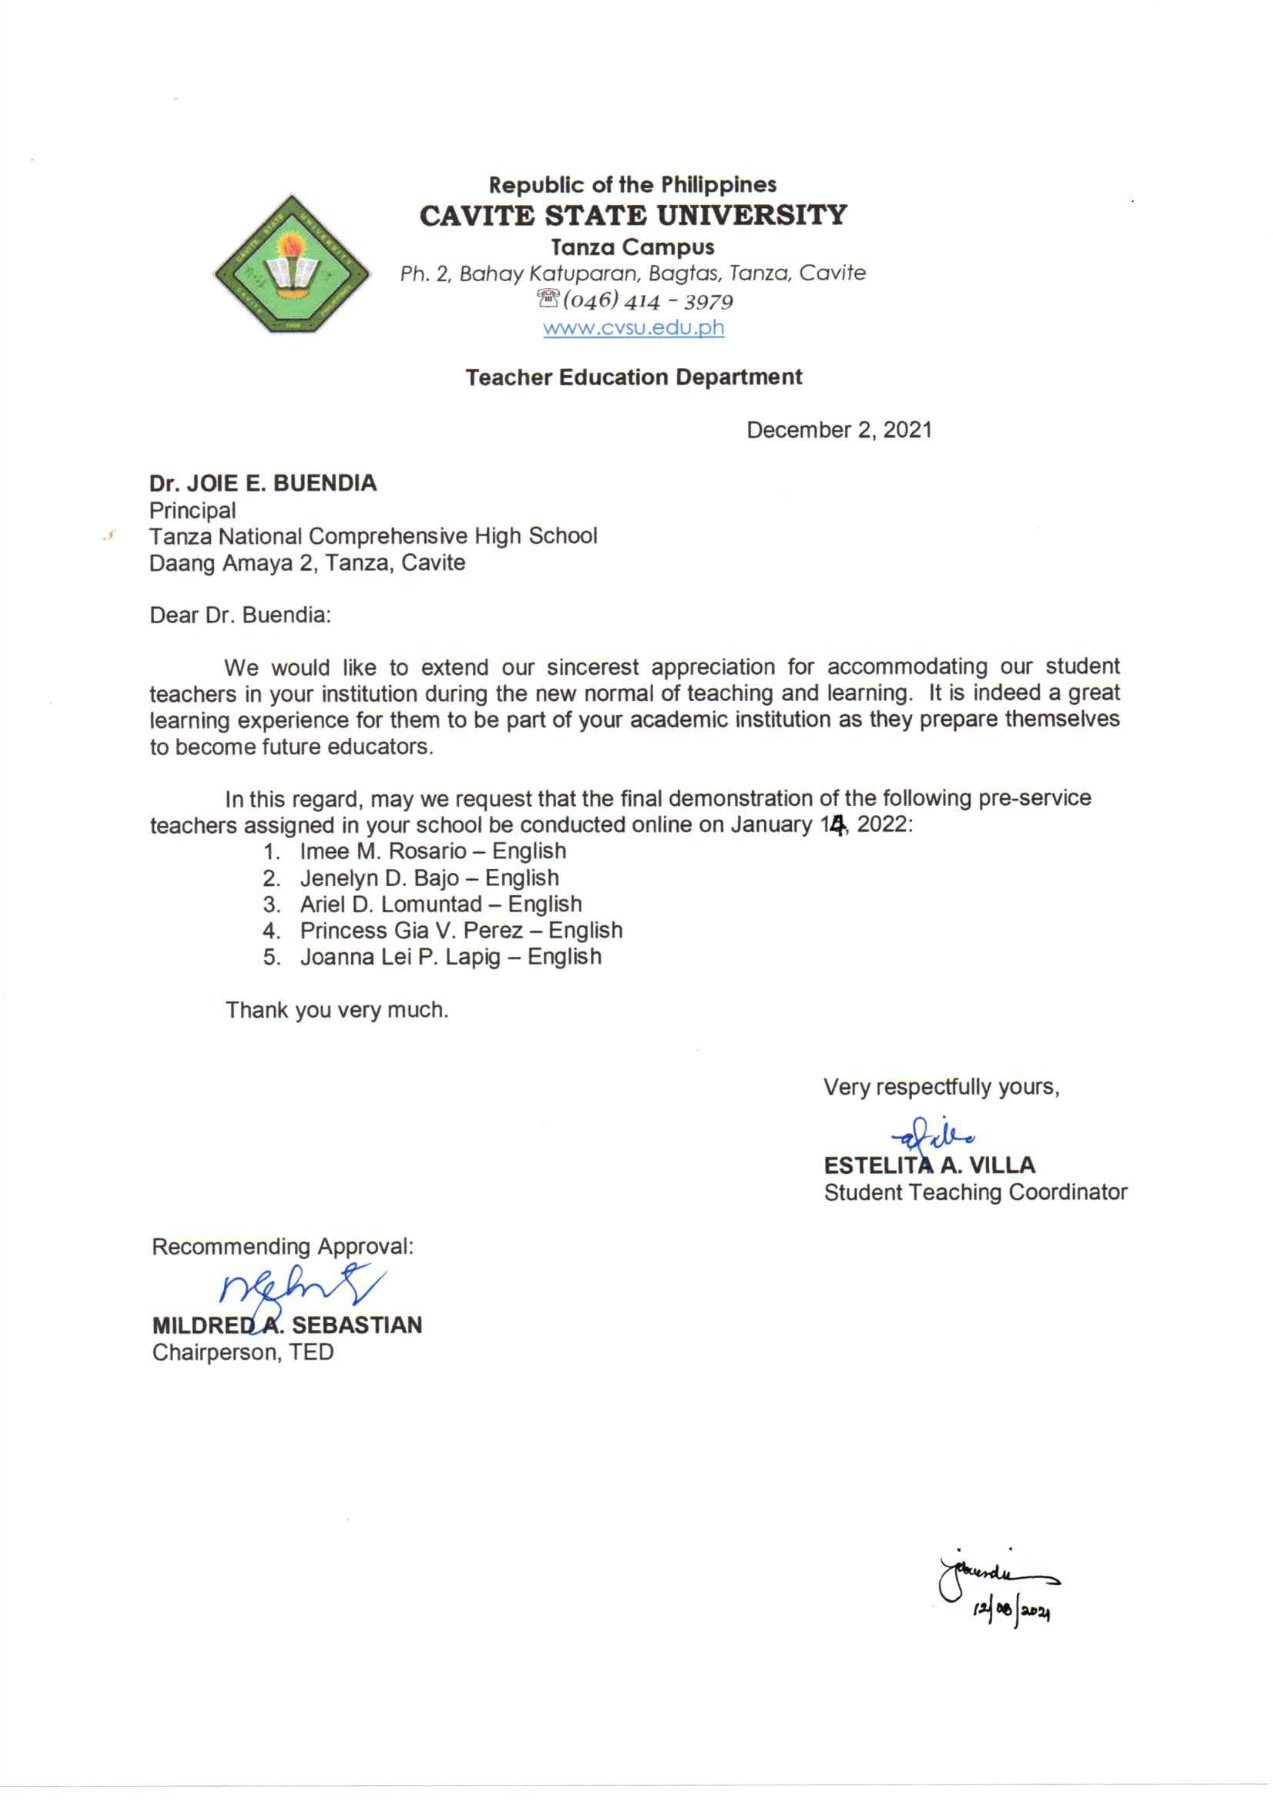 Republic of the Philippines
CAVITE STATE UNIVERSITY
Tanza Campus
Ph. 2, Bahay Katuparan, Bagtas, Tanza, Cavite
☏(046) 414 - 3979
www.cvsu.edu.ph
CAVITE STATE UNIVERSITY
Teacher Education Department
December 2, 2021
Dr. JOIE E. BUENDIA
Principal
Tanza National Comprehensive High School
Daang Amaya 2, Tanza, Cavite
Dear Dr. Buendia:
We would like to extend our sincerest appreciation for accommodating our student
teachers in your institution during the new normal of teaching and learning. It is indeed a great
learning experience for them to be part of your academic institution as they prepare themselves
to become future educators.
In this regard, may we request that the final demonstration of the following pre-service
teachers assigned in your school be conducted online on January 14, 2022:
1. Imee M. Rosario – English
2. Jenelyn D. Bajo – English
3. Ariel D. Lomuntad – English
4. Princess Gia V. Perez – English
5. Joanna Lei P. Lapig – English
Thank you very much.
Very respectfully yours,
ESTELITA A. VILLA
Student Teaching Coordinator
Recommending Approval:
MILDRED A. SEBASTIAN
Chairperson, TED
jbuendia
12/08/2021